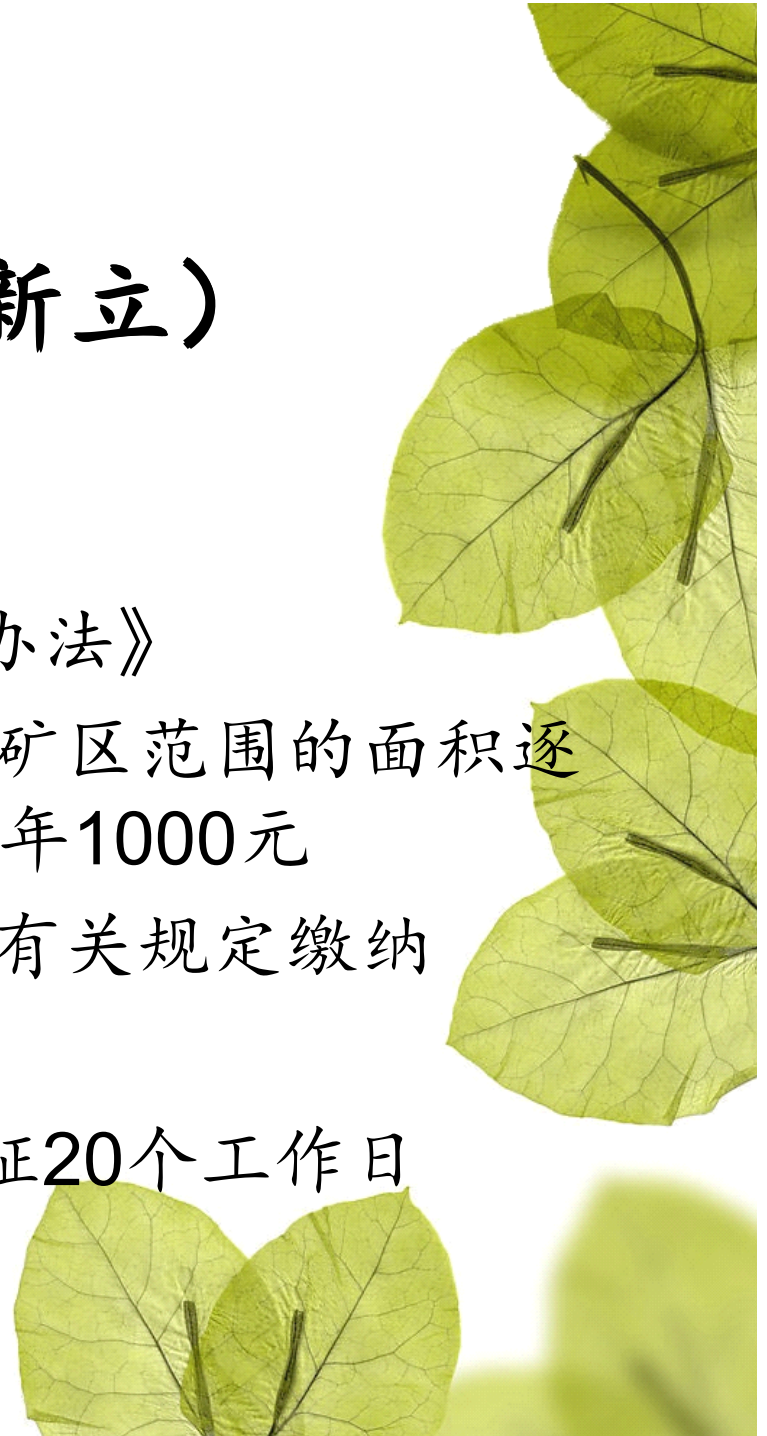 新立）
办法》
矿区范围的面积逐
年1000元
有关规定缴纳
证20个工作日